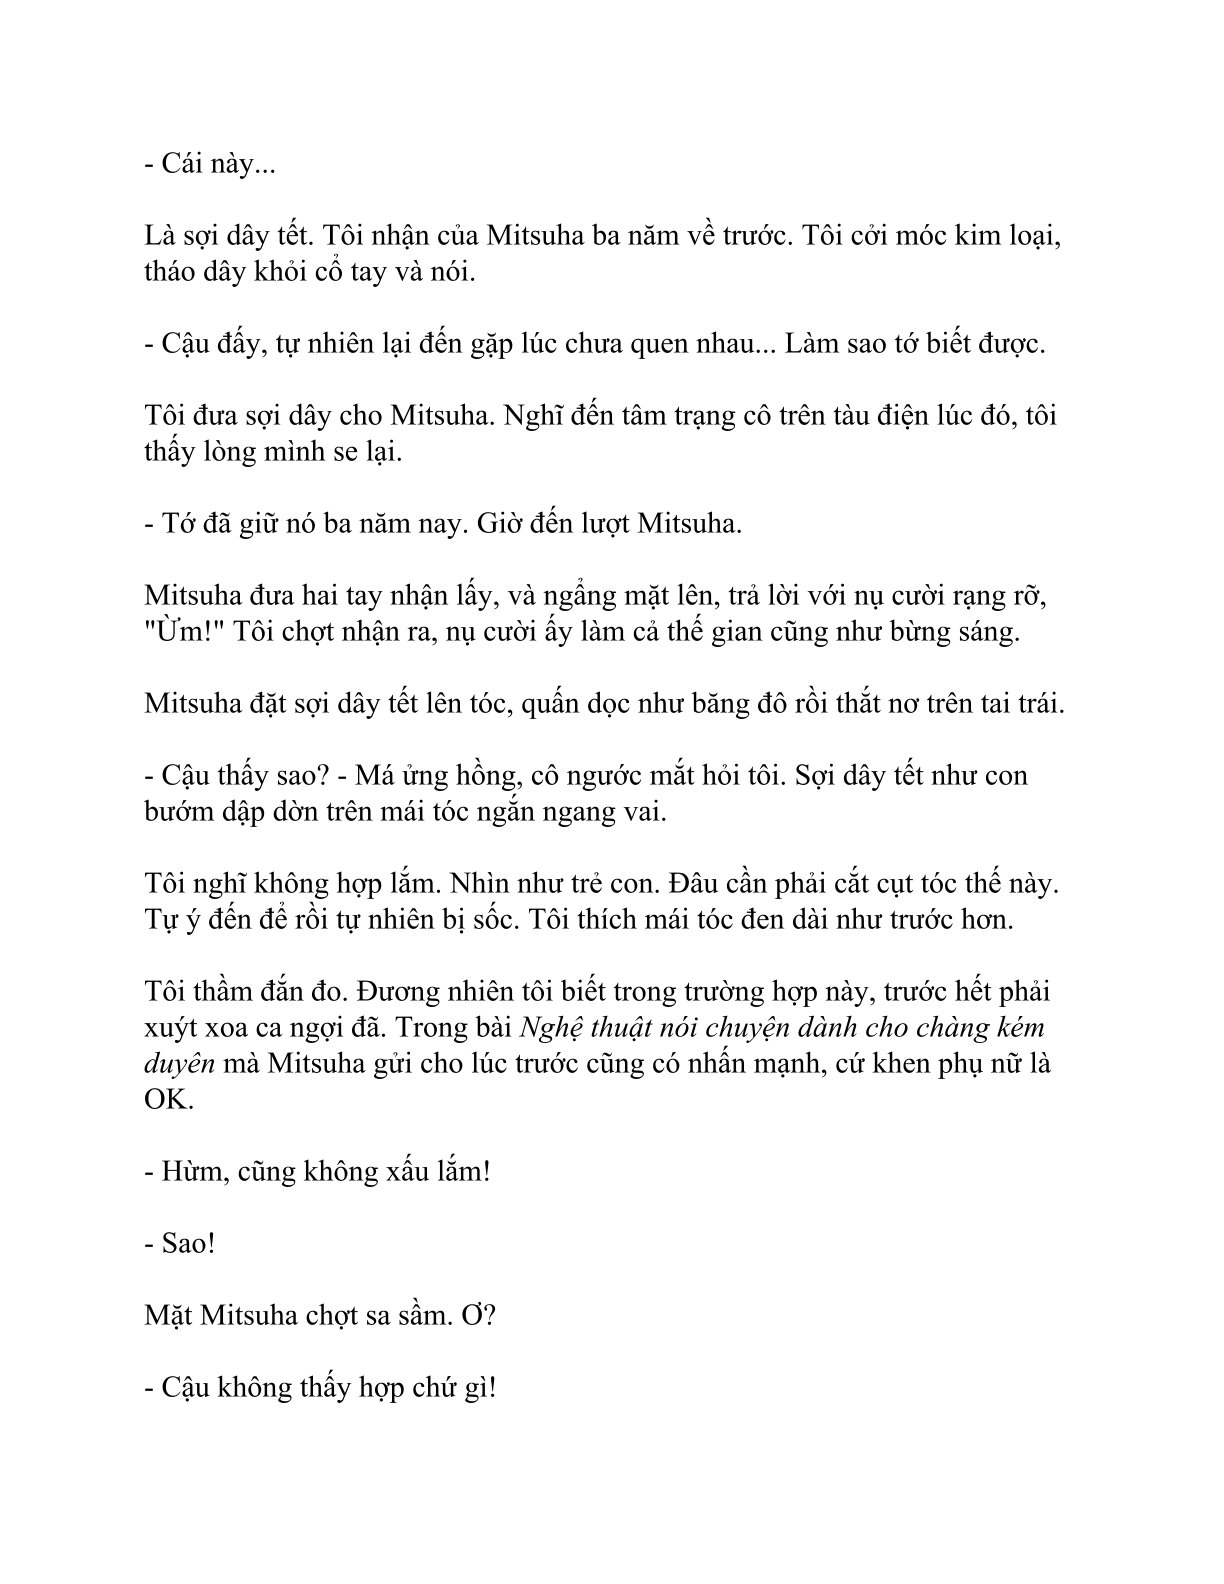 - Cái này...
Là sợi dây tết. Tôi nhận của Mitsuha ba năm về trước. Tôi cởi móc kim loại,
tháo dây khỏi cổ tay và nói.
- Cậu đấy, tự nhiên lại đến gặp lúc chưa quen nhau... Làm sao tớ biết được.
Tôi đưa sợi dây cho Mitsuha. Nghĩ đến tâm trạng cô trên tàu điện lúc đó, tôi
thấy lòng mình se lại.
- Tớ đã giữ nó ba năm nay. Giờ đến lượt Mitsuha.
Mitsuha đưa hai tay nhận lấy, và ngẩng mặt lên, trả lời với nụ cười rạng rỡ,
"Ừm!" Tôi chợt nhận ra, nụ cười ấy làm cả thế gian cũng như bừng sáng.
Mitsuha đặt sợi dây tết lên tóc, quấn dọc như băng đô rồi thắt nơ trên tai trái.
- Cậu thấy sao? - Má ửng hồng, cô ngước mắt hỏi tôi. Sợi dây tết như con
bướm dập dờn trên mái tóc ngắn ngang vai.
Tôi nghĩ không hợp lắm. Nhìn như trẻ con. Đâu cần phải cắt cụt tóc thế này.
Tự ý đến để rồi tự nhiên bị sốc. Tôi thích mái tóc đen dài như trước hơn.
Tôi thầm đắn đo. Đương nhiên tôi biết trong trường hợp này, trước hết phải
xuýt xoa ca ngợi đã. Trong bài Nghệ thuật nói chuyện dành cho chàng kém
duyên mà Mitsuha gửi cho lúc trước cũng có nhấn mạnh, cứ khen phụ nữ là
OK.
- Hừm, cũng không xấu lắm!
- Sao!
Mặt Mitsuha chợt sa sầm. Ơ?
- Cậu không thấy hợp chứ gì!